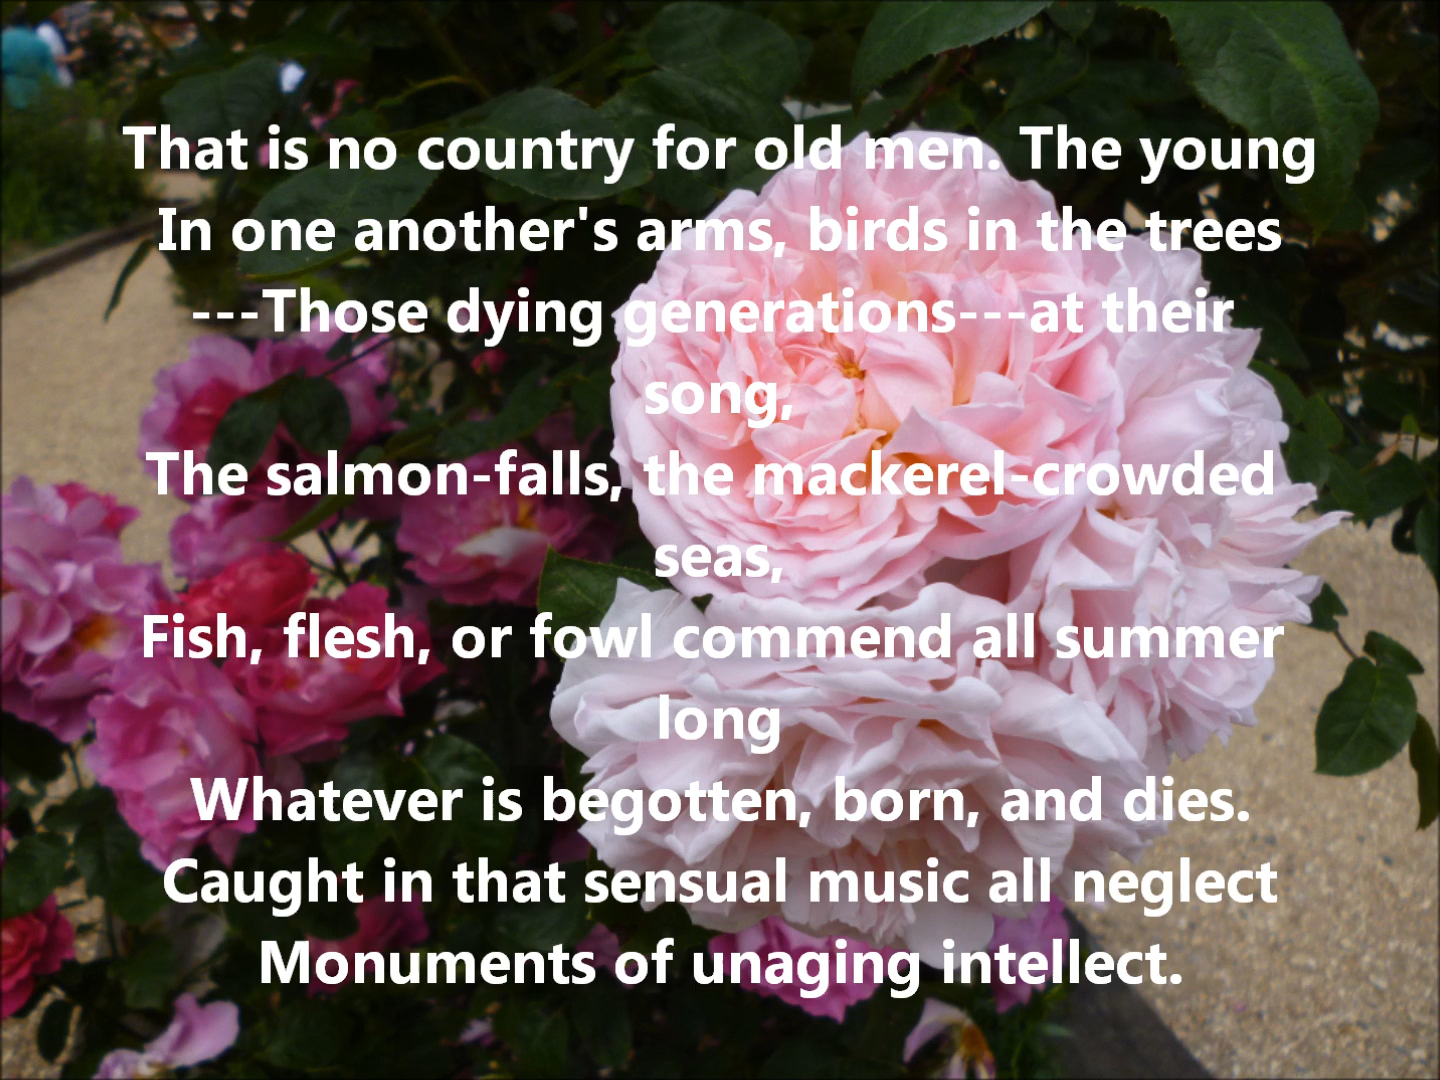 That is no country for old men. The young
In one another's arms, birds in the trees
---Those dying generations---at their
song,
The salmon-falls, the mackerel-crowded
seas,
Fish, flesh, or fowl commend all summer
long
Whatever is begotten, born, and dies.
Caught in that sensual music all neglect
Monuments of unaging intellect.